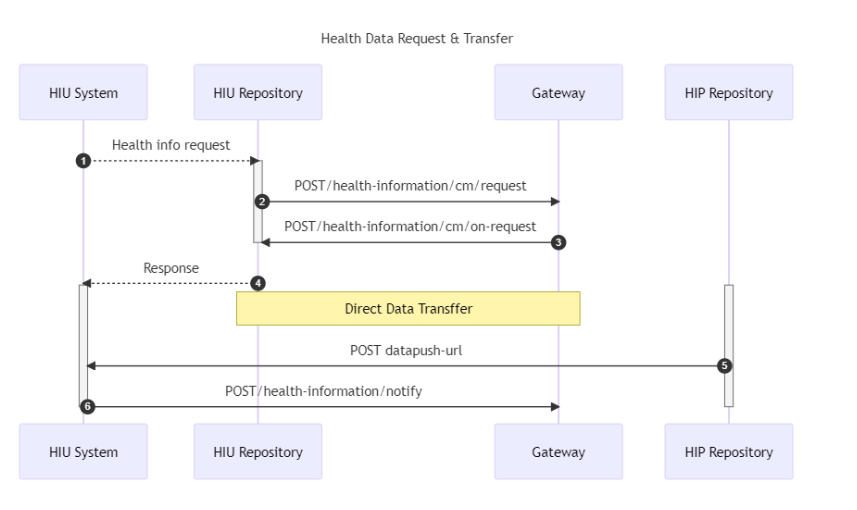 Health Data Request & Transfer
HIU System
HIU Repository
Gateway
HIP Repository
Health info request
1
POST/health-information/cm/request
2
POST/health-information/cm/on-request
3
Response
4
Direct Data Transffer
POST datapush-url
5
POST/health-information/notify
6
HIU System
HIU Repository
Gateway
HIP Repository